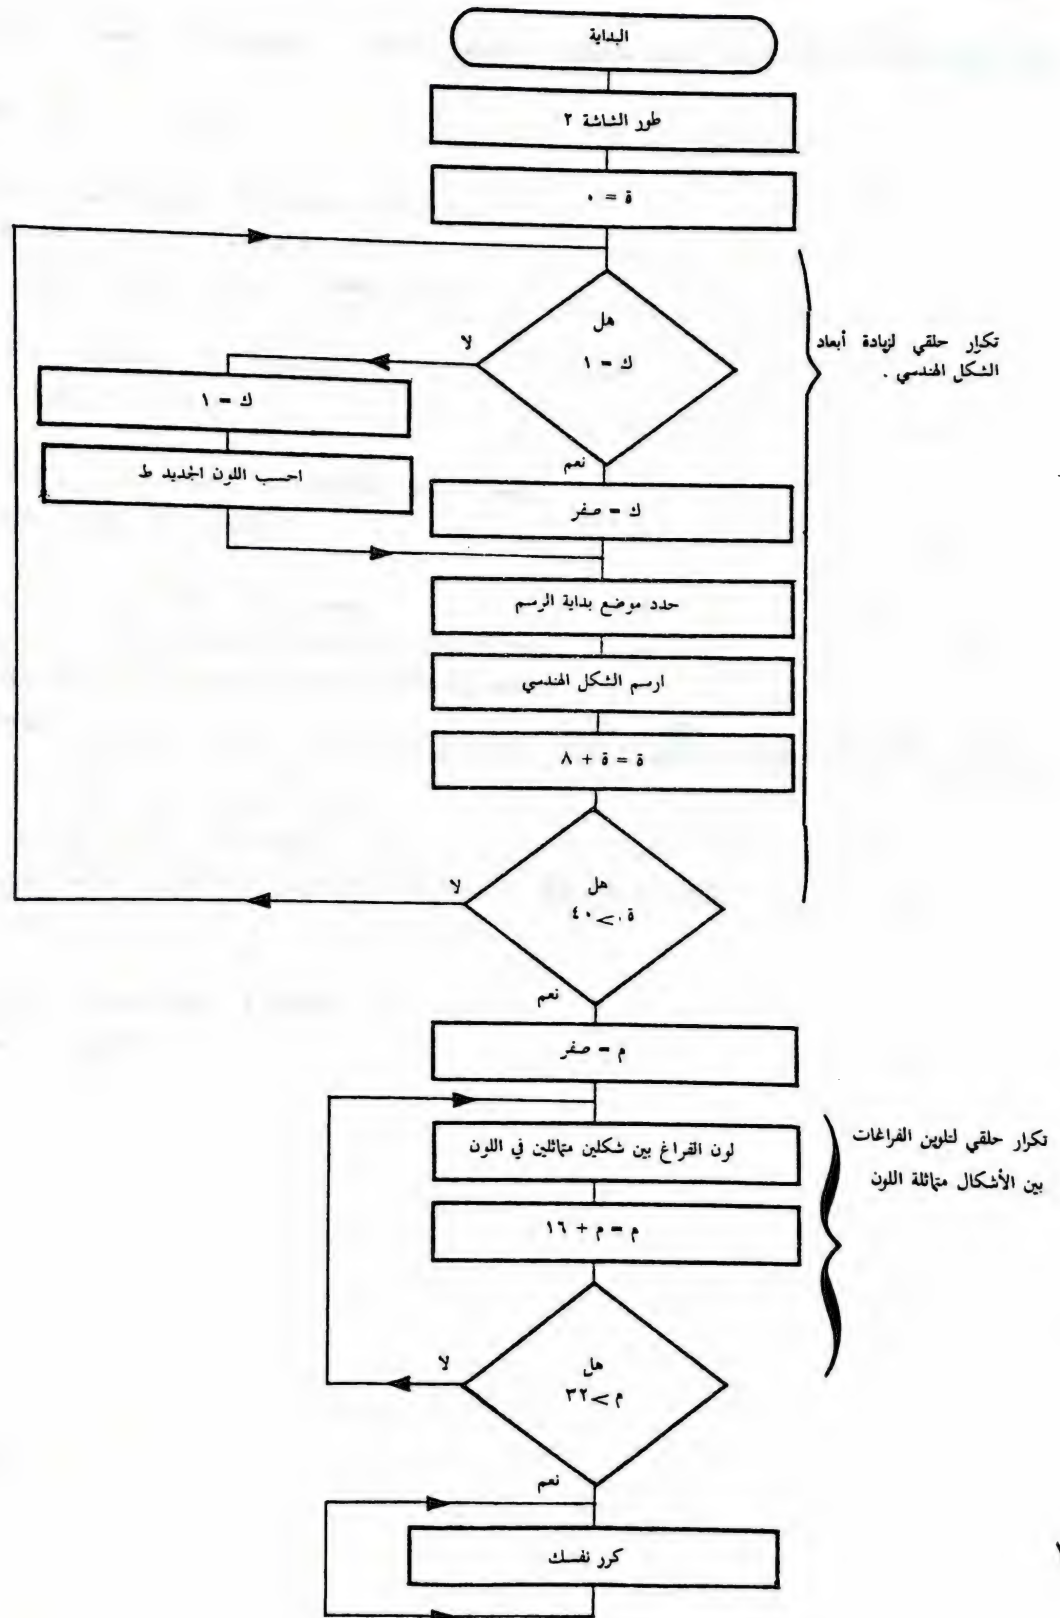 البداية
طور الشاشة ٢
ة = ٠
هل
ك = ١
لا
نعم
ك = ١
احسب اللون الجديد ط
ك = صفر
حدد موضع بداية الرسم
ارسم الشكل الهندسي
ة = ة + ٨
هل
ة > ٤٠
لا
نعم
تكرار حلقي لزيادة أبعاد
الشكل الهندسي .
م = صفر
لون الفراغ بين شكلين متماثلين في اللون
م = م + ١٦
هل
م > ٣٢
لا
نعم
تكرار حلقي لتلوين الفراغات
بين الأشكال متماثلة اللون
كرر نفسك